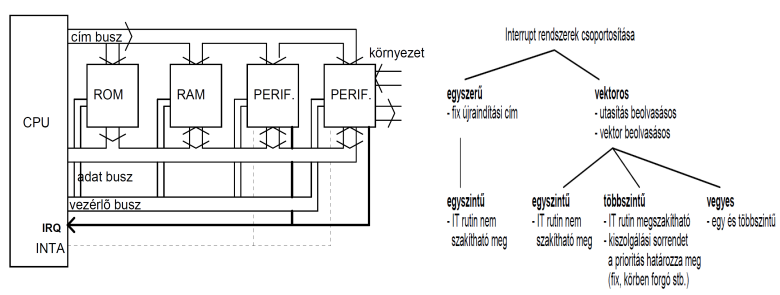 cím busz
környezet
ROM
RAM
PERIF.
PERIF.
CPU
adat busz
vezérlő busz
IRQ
INTA
Interrupt rendszerek csoportosítása
egyszerű
- fix újraindítási cím
vektoros
- utasítás beolvasásos
- vektor beolvasásos
egyszintű
- IT rutin nem
szakítható meg
egyszintű
- IT rutin nem
szakítható meg
többszintű
- IT rutin megszakítható
- kiszolgálási sorrendet
a prioritás határozza meg
(fix, körben forgó stb.)
vegyes
- egy és többszintű